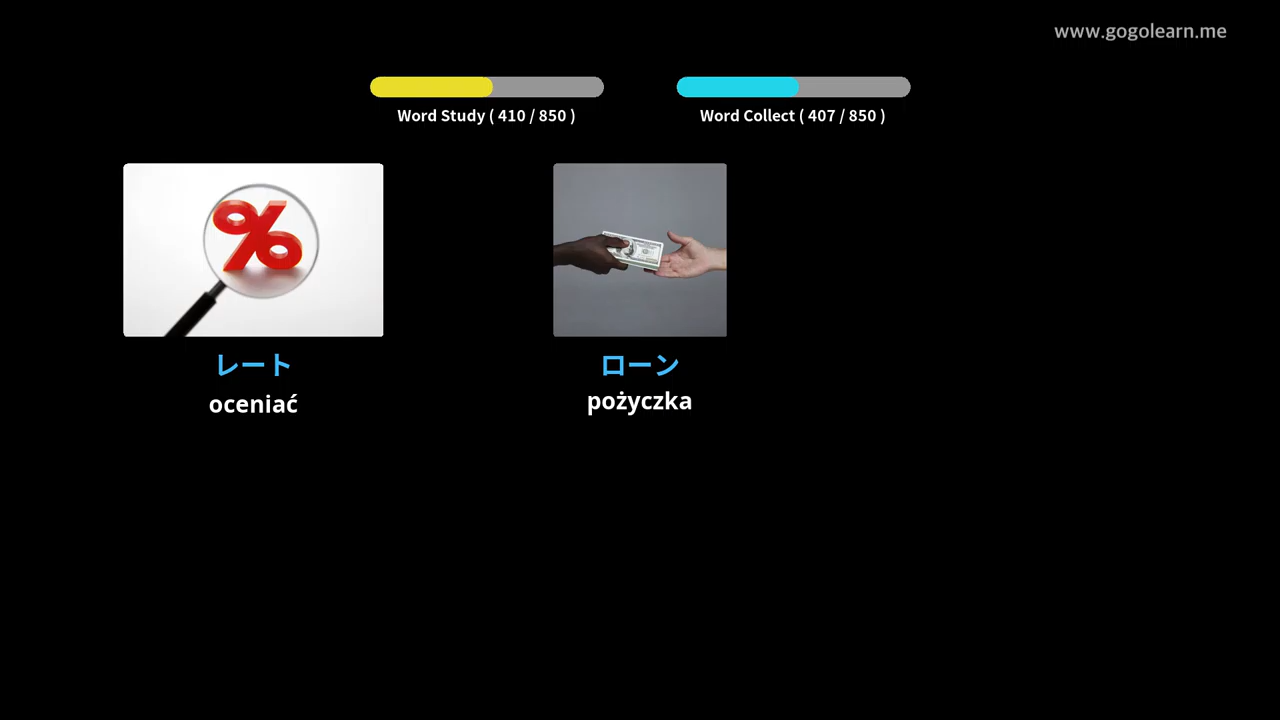 www.gogolearn.me
Word Study ( 410 / 850 )
Word Collect ( 407 / 850 )
%
レート
oceniać
ローン
pożyczka